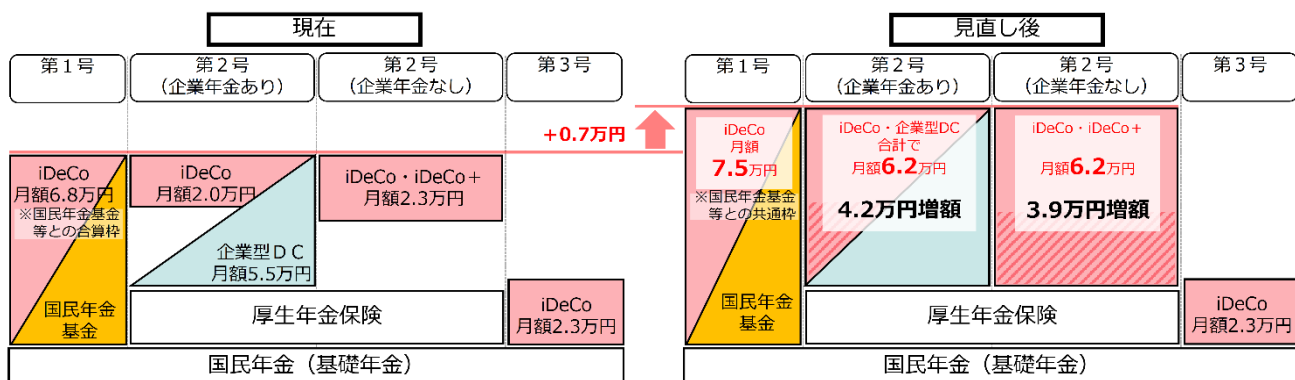 現在
第１号
第２号
（企業年金あり）
第２号
（企業年金なし）
第３号
iDeCo
月額6.8万円
※国民年金基金
等との合算枠
国民年金
基金
iDeCo
月額2.0万円
企業型ＤＣ
月額5.5万円
iDeCo・iDeCo＋
月額2.3万円
厚生年金保険
iDeCo
月額2.3万円
国民年金（基礎年金）
+0.7万円
見直し後
第１号
第２号
（企業年金あり）
第２号
（企業年金なし）
第３号
iDeCo
月額
7.5万円
※国民年金基金
等との共通枠
国民年金
基金
iDeCo・企業型DC
合計で
月額6.2万円
4.2万円増額
iDeCo・iDeCo＋
月額6.2万円
3.9万円増額
厚生年金保険
iDeCo
月額2.3万円
国民年金（基礎年金）